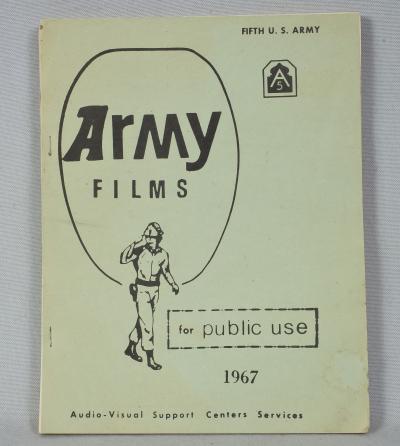 FIFTH U. S. ARMY
A
5
Army
FILMS
for public use
1967
Audio-Visual Support Centers Services